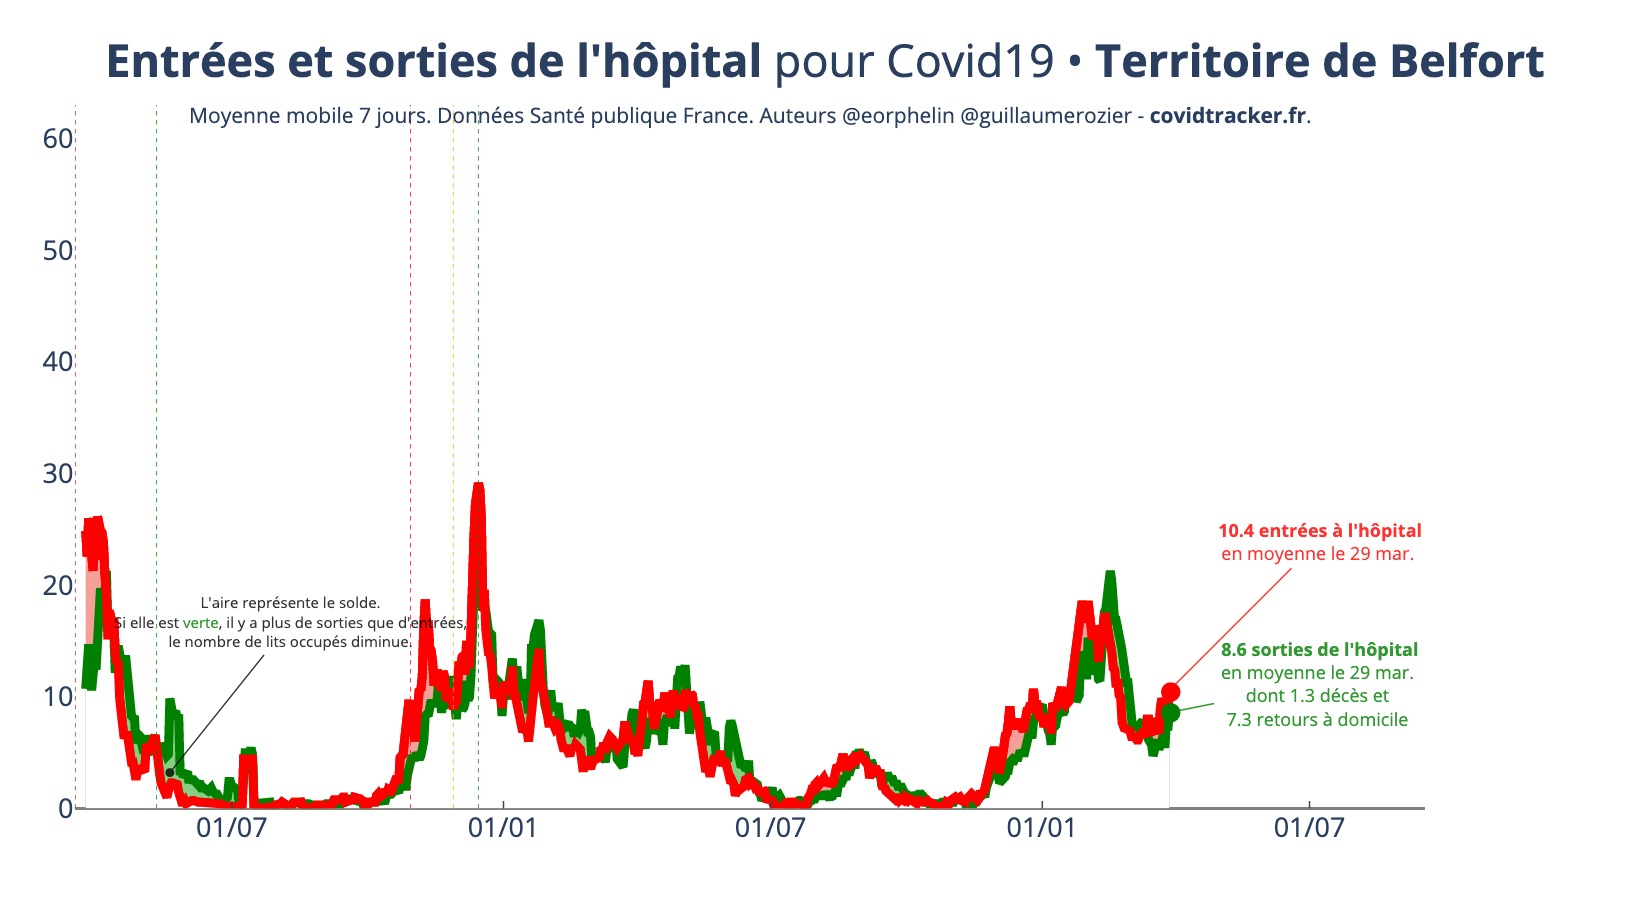 Entrées et sorties de l'hôpital pour Covid19 • Territoire de Belfort
Moyenne mobile 7 jours. Données Santé publique France. Auteurs @eorphelin @guillaumerozier - covidtracker.fr.
60
50
40
30
20
10
0
L'aire représente le solde.
Si elle est verte, il y a plus de sorties que d'entrées,
le nombre de lits occupés diminue.
10.4 entrées à l'hôpital
en moyenne le 29 mar.
8.6 sorties de l'hôpital
en moyenne le 29 mar.
dont 1.3 décès et
7.3 retours à domicile
01/07
01/01
01/07
01/01
01/07